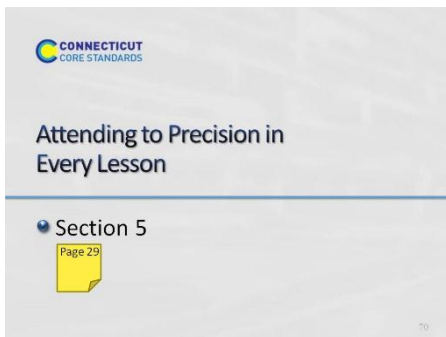 CONNECTICUT
CORE STANDARDS
Attending to Precision in
Every Lesson
Section 5
Page 29
70